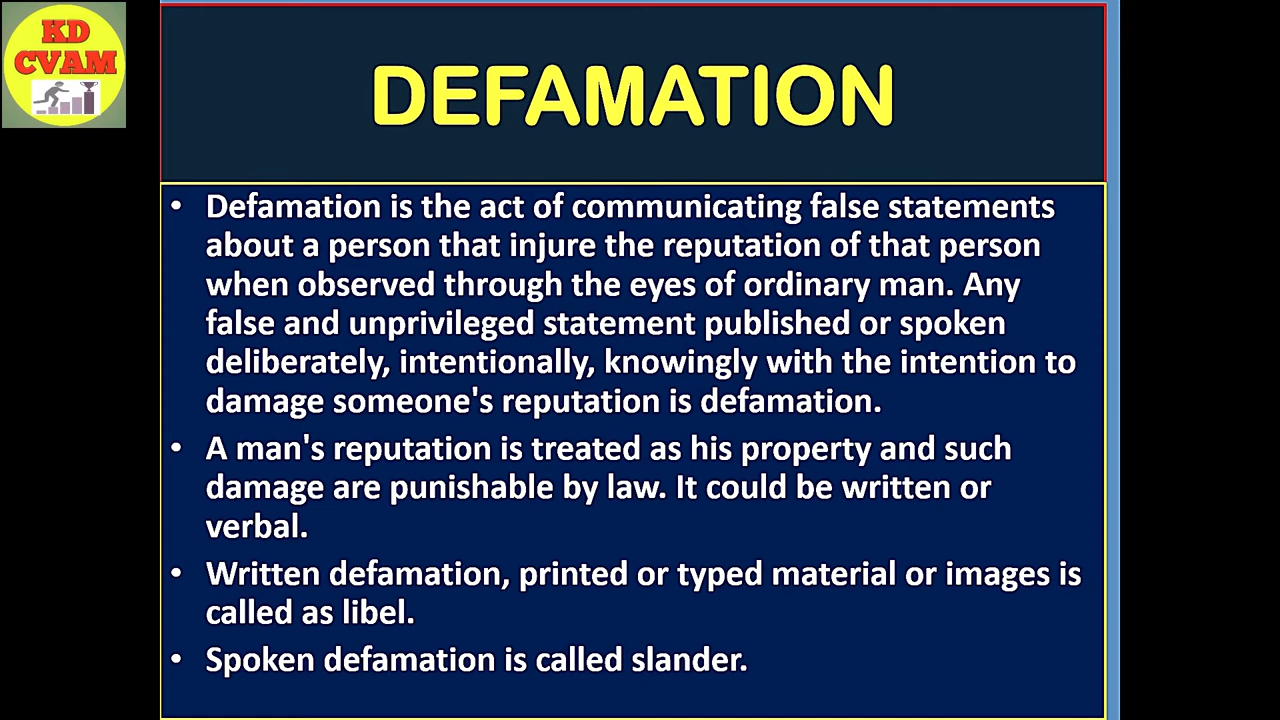 KD
CVAM
DEFAMATION
• Defamation is the act of communicating false statements
about a person that injure the reputation of that person
when observed through the eyes of ordinary man. Any
false and unprivileged statement published or spoken
deliberately, intentionally, knowingly with the intention to
damage someone's reputation is defamation.
• A man's reputation is treated as his property and such
damage are punishable by law. It could be written or
verbal.
• Written defamation, printed or typed material or images is
called as libel.
• Spoken defamation is called slander.